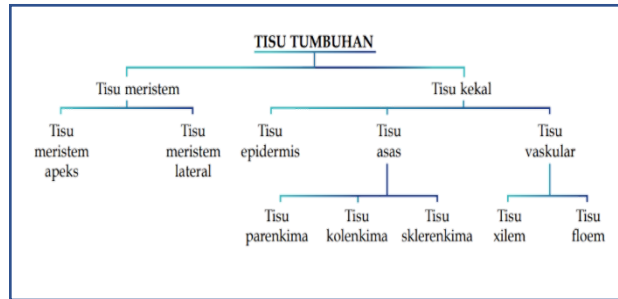 TISU TUMBUHAN
Tisu meristem
Tisu kekal
Tisu
meristem
apeks
Tisu
meristem
lateral
Tisu
epidermis
Tisu
asas
Tisu
vaskular
Tisu
parenkima
Tisu
kolenkima
Tisu
sklerenkima
Tisu
xilem
Tisu
floem